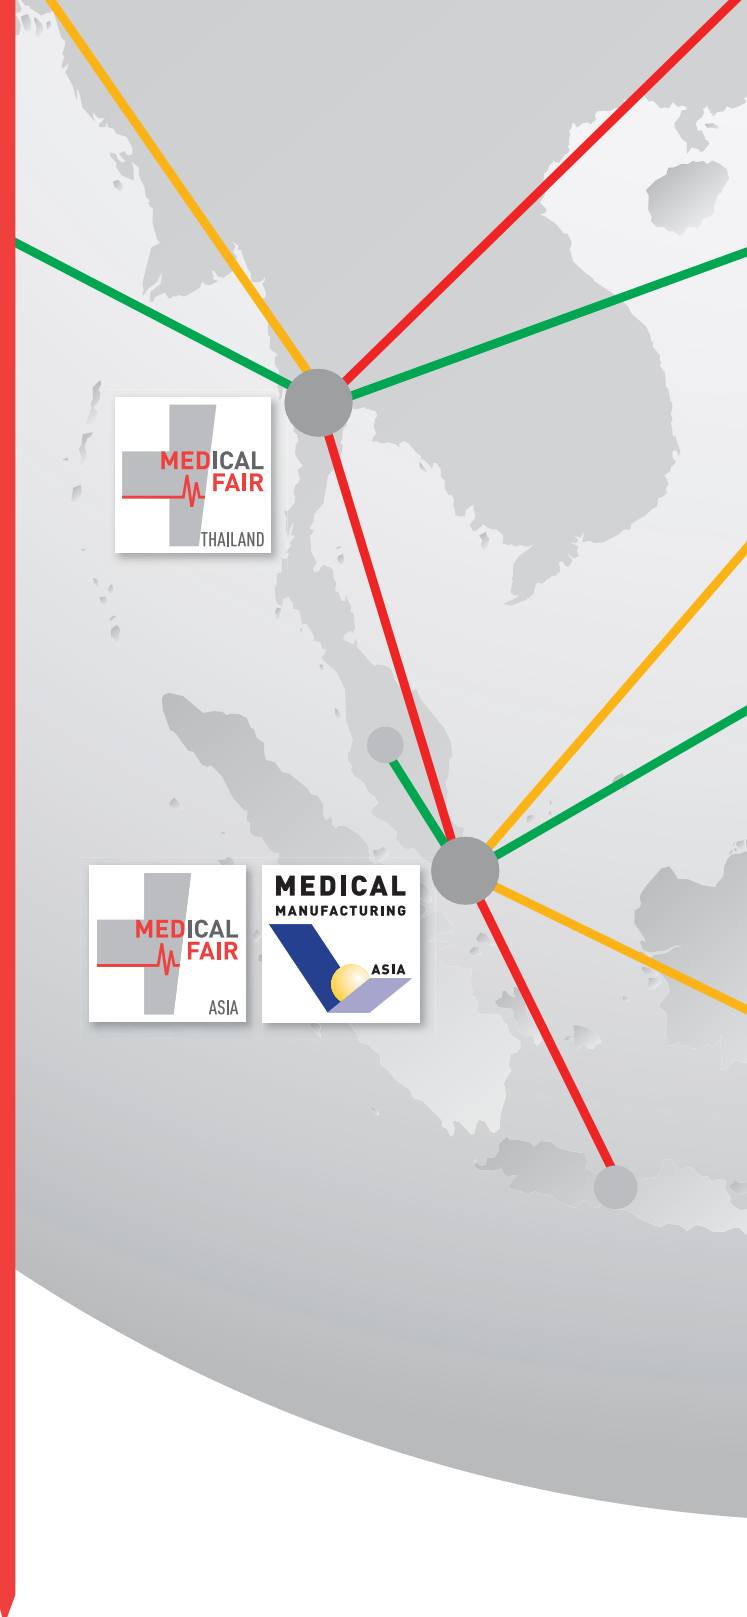 MEDICAL
FAIR
THAILAND
MEDICAL
FAIR
ASIA
MEDICAL
MANUFACTURING
ASIA